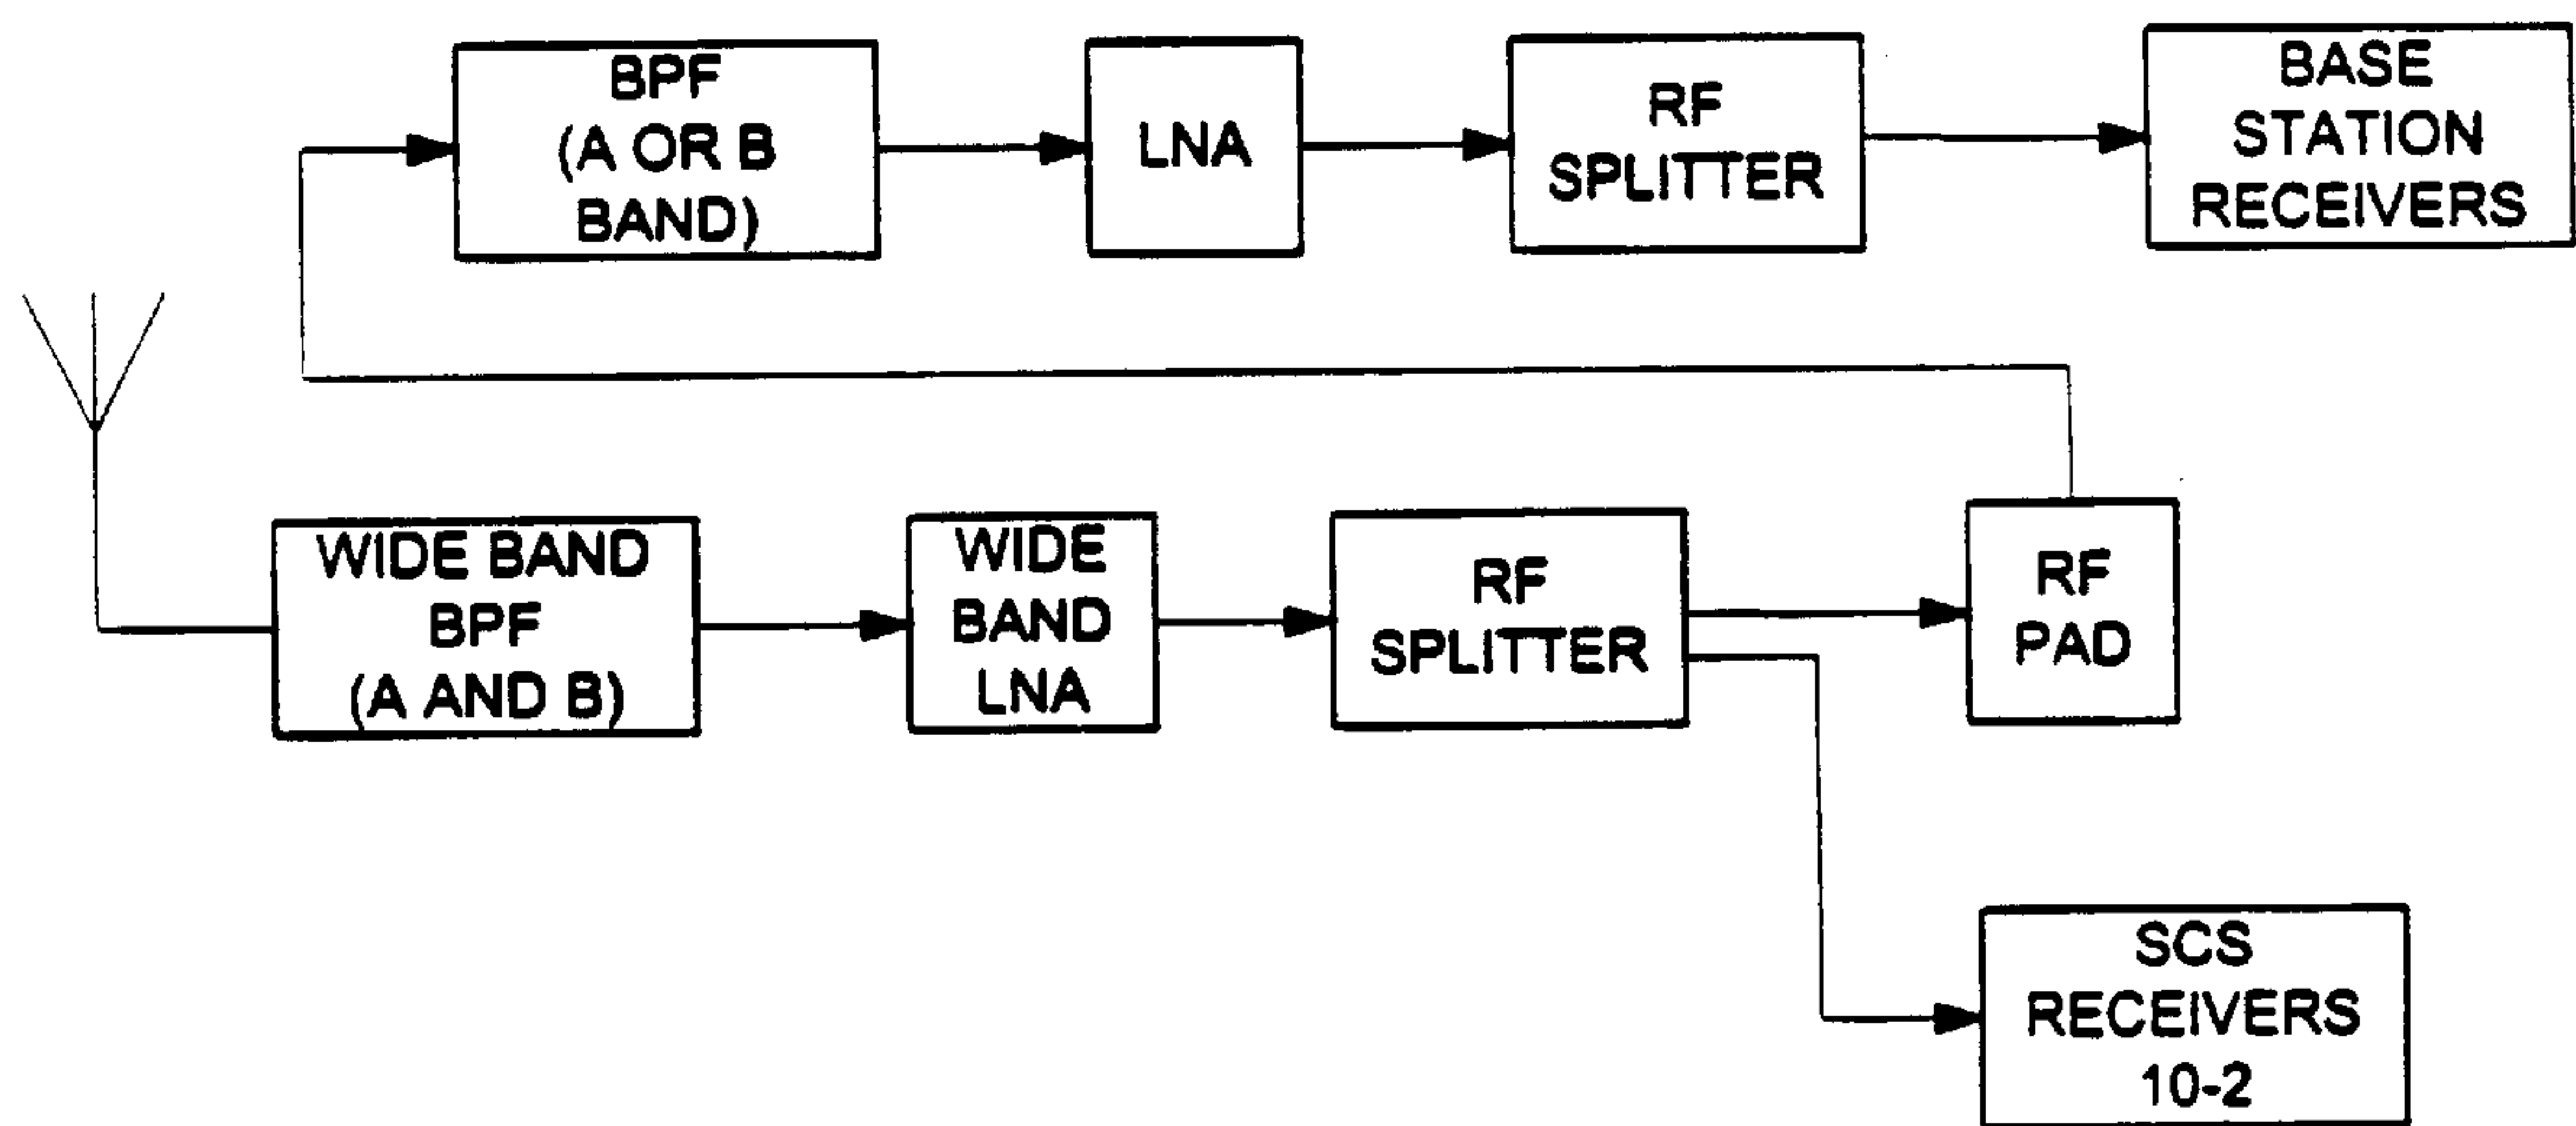 BPF
(A OR B
BAND)
LNA
RF
SPLITTER
BASE
STATION
RECEIVERS
WIDE BAND
BPF
(A AND B)
WIDE
BAND
LNA
RF
SPLITTER
RF
PAD
SCS
RECEIVERS
10-2